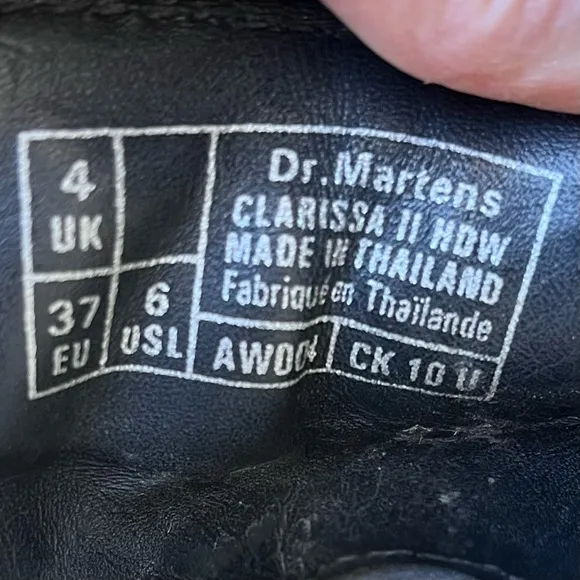 4
UK
37
EU
6
USL
Dr.Martens
CLARISSA II HDW
MADE IN THAILAND
Fabriqué en Thaïlande
AW004
CK 10 U